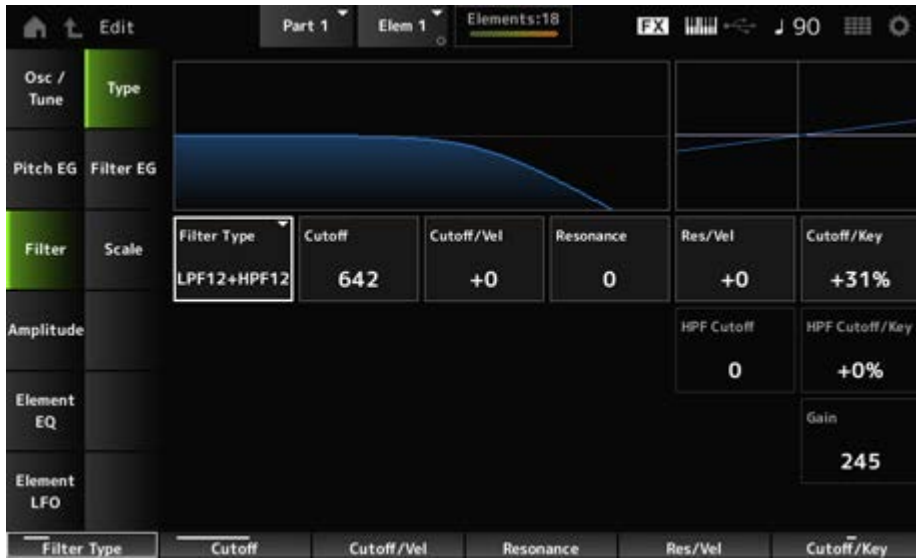 Edit
Part 1
Elem 1
Elements:18
FX
♩ 90
Osc / Tune
Type
Pitch EG
Filter EG
Filter
Scale
Amplitude
Element EQ
Element LFO
Filter Type
LPF12+HPF12
Cutoff
642
Cutoff/Vel
+0
Resonance
0
Res/Vel
+0
Cutoff/Key
+31%
HPF Cutoff
0
HPF Cutoff/Key
+0%
Gain
245
Filter Type
Cutoff
Cutoff/Vel
Resonance
Res/Vel
Cutoff/Key